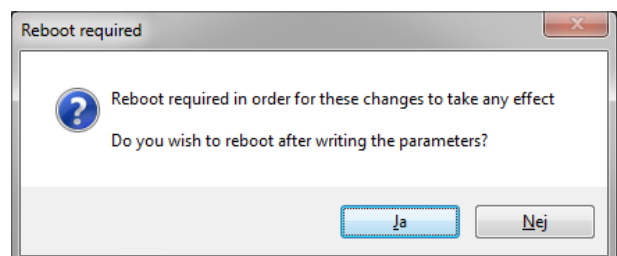 Reboot required
Reboot required in order for these changes to take any effect
Do you wish to reboot after writing the parameters?
Ja
Nej